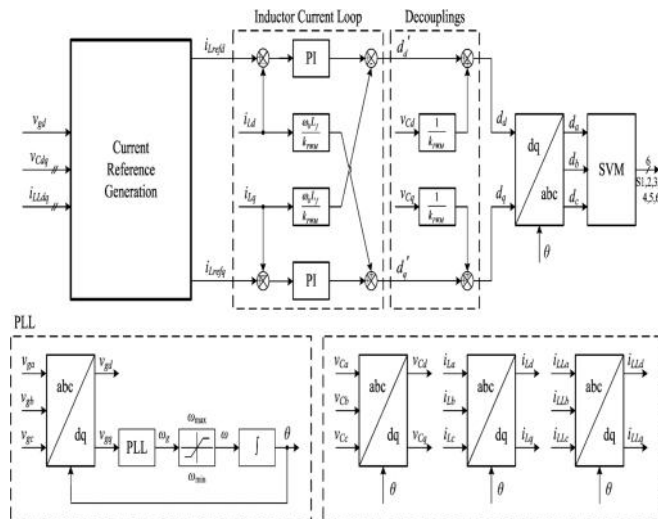 Inductor Current Loop
Decouplings
i_Lrefd
PI
d_d'
v_gd
v_Cdq
i_LLdq
Current
Reference
Generation
i_Ld
ω_0 L_f
k_PWM
v_Cd
1
k_PWM
d_d
dq
abc
d_a
d_b
d_c
SVM
6
S1,2,3
4,5,6
i_Lq
ω_0 L_f
k_PWM
v_Cq
1
k_PWM
d_q
θ
i_Lrefq
PI
d_q'
PLL
v_ga
v_gb
v_gc
abc
dq
v_gd
v_gq
PLL
ω_g
ω_max
ω_min
ω
∫
θ
v_Ca
v_Cb
v_Cc
abc
dq
v_Cd
v_Cq
θ
i_La
i_Lb
i_Lc
abc
dq
i_Ld
i_Lq
θ
i_LLa
i_LLb
i_LLc
abc
dq
i_LLd
i_LLq
θ